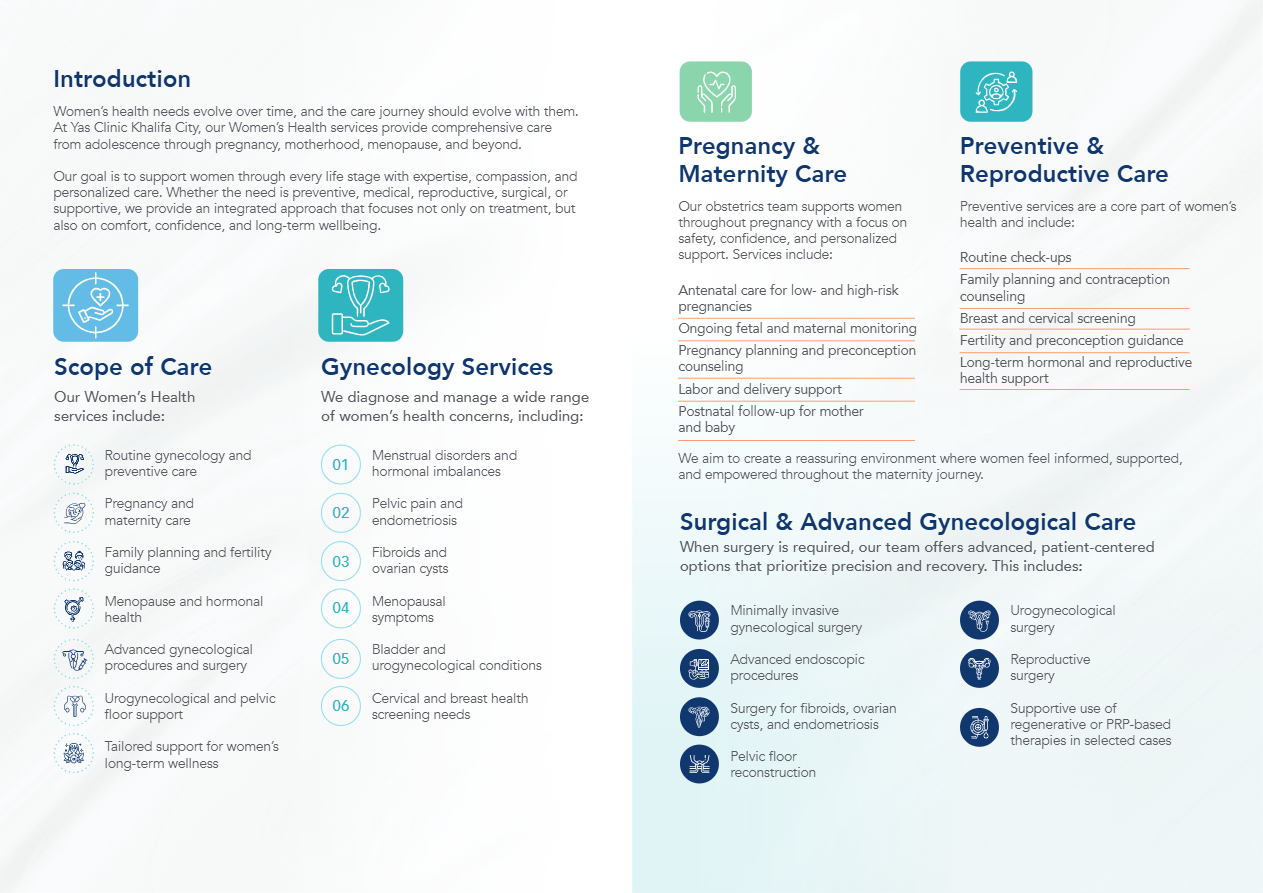 Introduction
Women's health needs evolve over time, and the care journey should evolve with them.
At Yas Clinic Khalifa City, our Women's Health services provide comprehensive care
from adolescence through pregnancy, motherhood, menopause, and beyond.
Our goal is to support women through every life stage with expertise, compassion, and
personalized care. Whether the need is preventive, medical, reproductive, surgical, or
supportive, we provide an integrated approach that focuses not only on treatment, but
also on comfort, confidence, and long-term wellbeing.
Scope of Care
Our Women's Health
services include:
Routine gynecology and
preventive care
Pregnancy and
maternity care
Family planning and fertility
guidance
Menopause and hormonal
health
Advanced gynecological
procedures and surgery
Urogynecological and pelvic
floor support
Tailored support for women's
long-term wellness
Gynecology Services
We diagnose and manage a wide range
of women's health concerns, including:
01
Menstrual disorders and
hormonal imbalances
02
Pelvic pain and
endometriosis
03
Fibroids and
ovarian cysts
04
Menopausal
symptoms
05
Bladder and
urogynecological conditions
06
Cervical and breast health
screening needs
Pregnancy &
Maternity Care
Our obstetrics team supports women
throughout pregnancy with a focus on
safety, confidence, and personalized
support. Services include:
Antenatal care for low- and high-risk
pregnancies
Ongoing fetal and maternal monitoring
Pregnancy planning and preconception
counseling
Labor and delivery support
Postnatal follow-up for mother
and baby
Preventive &
Reproductive Care
Preventive services are a core part of women's
health and include:
Routine check-ups
Family planning and contraception
counseling
Breast and cervical screening
Fertility and preconception guidance
Long-term hormonal and reproductive
health support
We aim to create a reassuring environment where women feel informed, supported,
and empowered throughout the maternity journey.
Surgical & Advanced Gynecological Care
When surgery is required, our team offers advanced, patient-centered
options that prioritize precision and recovery. This includes:
Minimally invasive
gynecological surgery
Advanced endoscopic
procedures
Surgery for fibroids, ovarian
cysts, and endometriosis
Pelvic floor
reconstruction
Urogynecological
surgery
Reproductive
surgery
Supportive use of
regenerative or PRP-based
therapies in selected cases